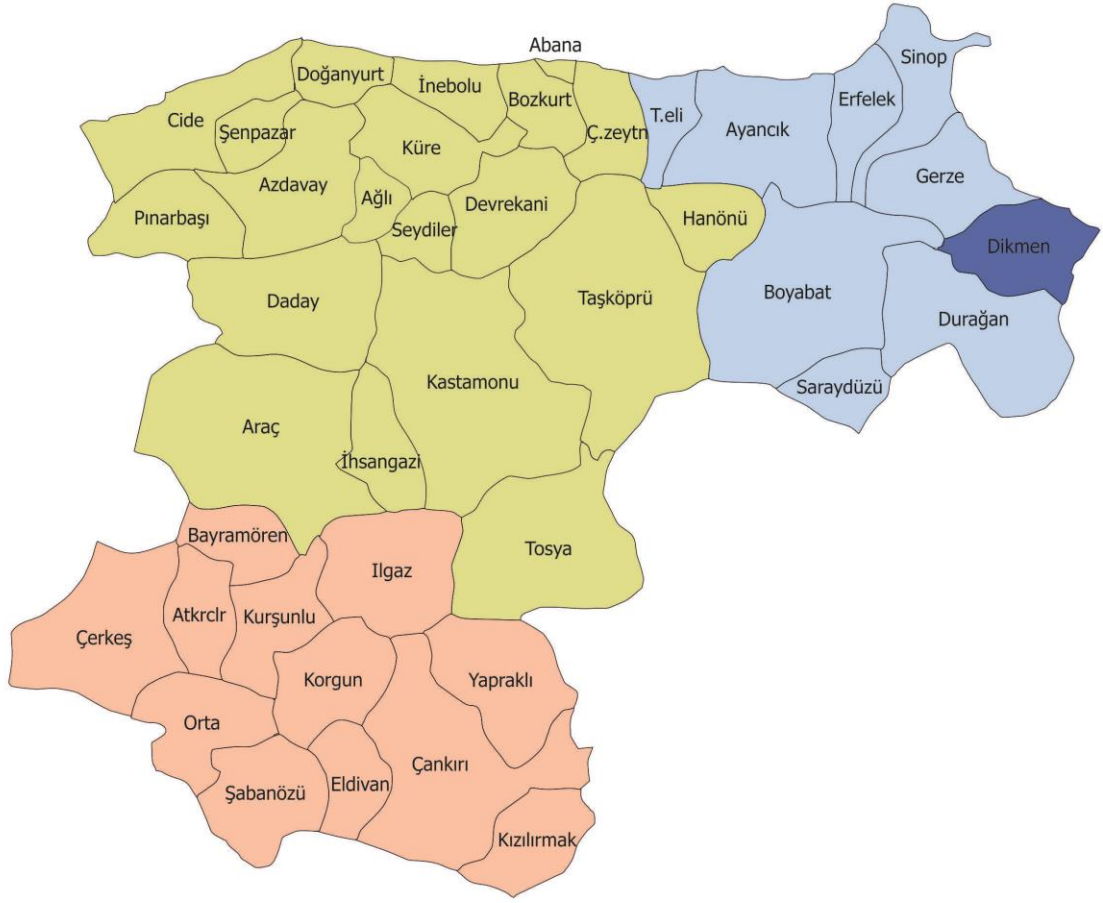 Abana
Sinop
Doğanyurt
İnebolu
Bozkurt
Erfelek
Cide
Şenpazar
Küre
Ç.zeytn
T.eli
Ayancık
Azdavay
Ağlı
Devrekani
Gerze
Pınarbaşı
Seydiler
Hanönü
Dikmen
Daday
Taşköprü
Boyabat
Durağan
Kastamonu
Saraydüzü
Araç
İhsangazi
Bayramören
Tosya
Ilgaz
Çerkeş
Atkrclr
Kurşunlu
Korgun
Yapraklı
Orta
Çankırı
Şabanözü
Eldivan
Kızılırmak